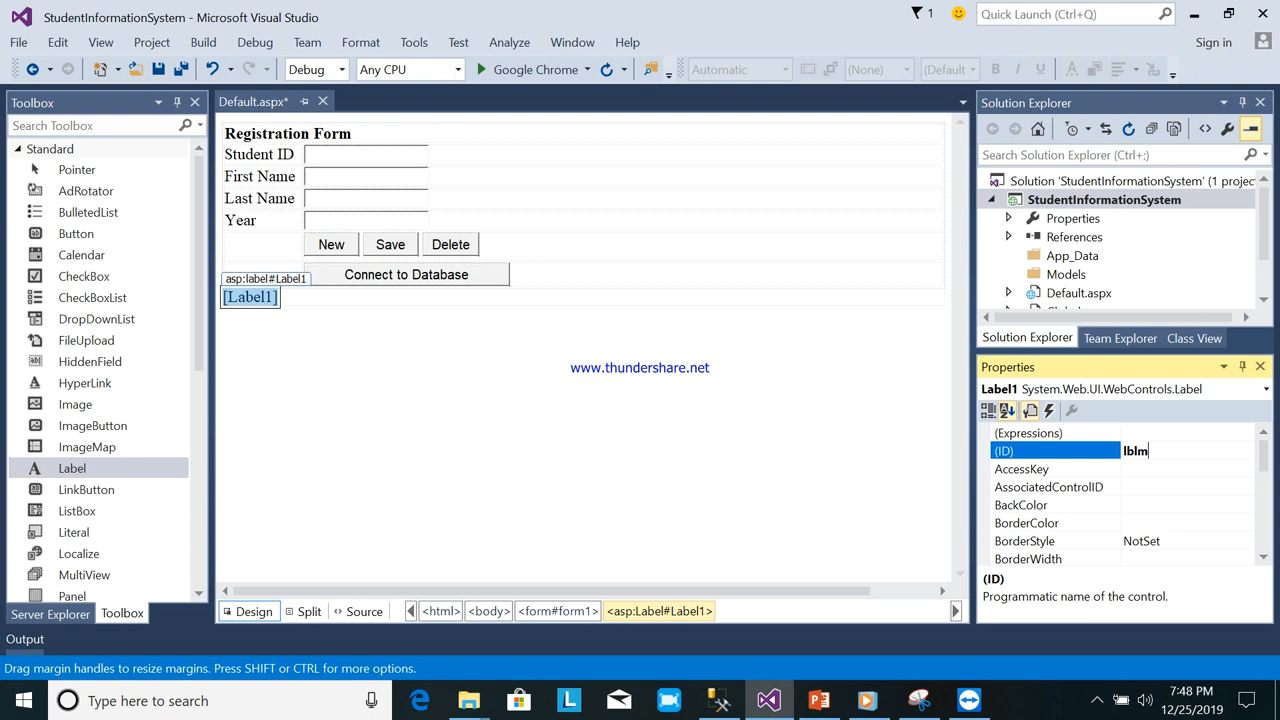 StudentInformationSystem - Microsoft Visual Studio
1
Quick Launch (Ctrl+Q)
File Edit View Project Build Debug Team Format Tools Test Analyze Window Help
Sign in
Debug Any CPU Google Chrome Automatic (None) (Default B I U A
Toolbox
Search Toolbox
Standard
Pointer
AdRotator
BulletedList
Button
Calendar
CheckBox
CheckBoxList
DropDownList
FileUpload
HiddenField
HyperLink
Image
ImageButton
ImageMap
Label
LinkButton
ListBox
Literal
Localize
MultiView
Panel
Server Explorer Toolbox
Default.aspx*
Registration Form
Student ID
First Name
Last Name
Year
New Save Delete
Connect to Database
asp:label#Label1
[Label1]
www.thundershare.net
Design Split Source <html> <body> <form#form1> <asp:Label#Label1>
Solution Explorer
Search Solution Explorer (Ctrl+;)
Solution 'StudentInformationSystem' (1 projec
StudentInformationSystem
Properties
References
App_Data
Models
Default.aspx
Solution Explorer Team Explorer Class View
Properties
Label1 System.Web.UI.WebControls.Label
(Expressions)
(ID) lblm
AccessKey
AssociatedControlID
BackColor
BorderColor
BorderStyle NotSet
BorderWidth
(ID)
Programmatic name of the control.
Output
Drag margin handles to resize margins. Press SHIFT or CTRL for more options.
Type here to search
7:48 PM
12/25/2019